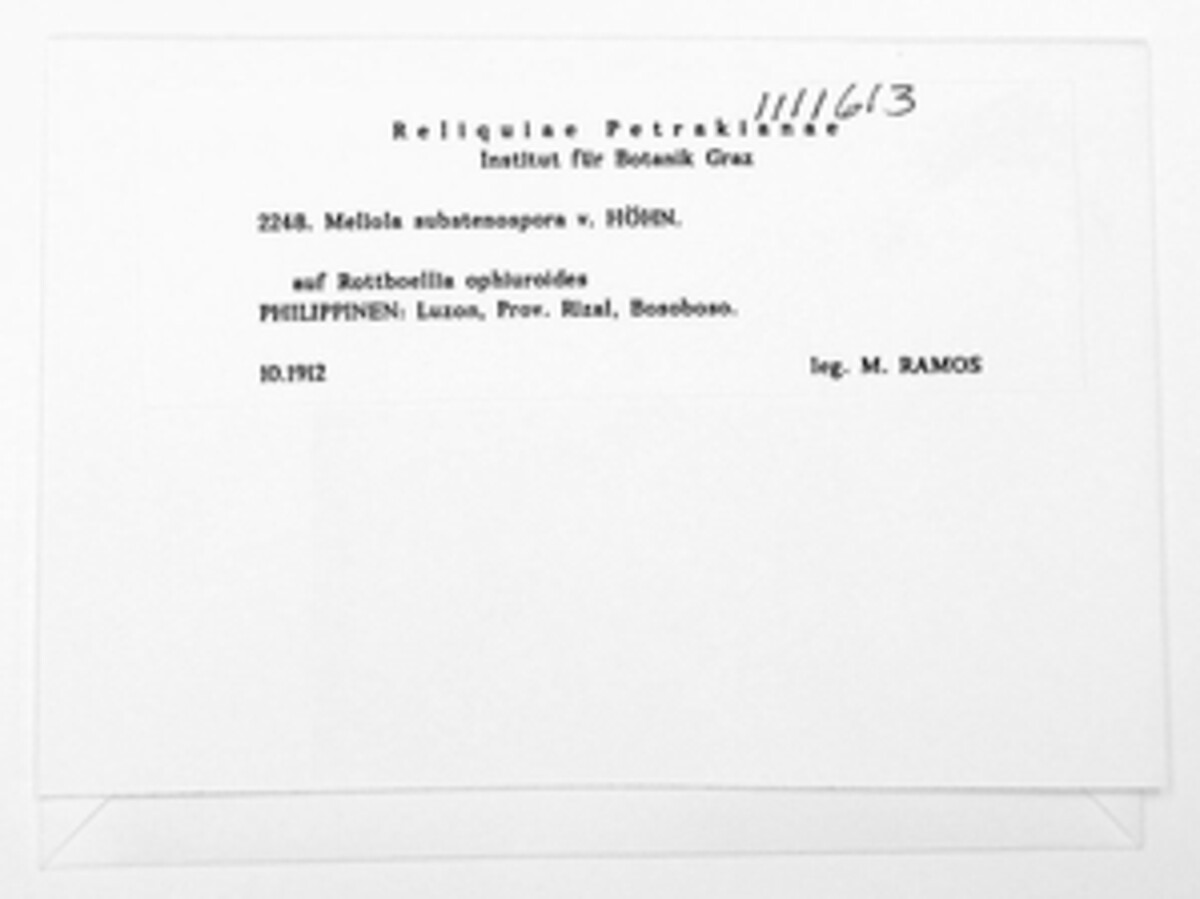 1111613
Reliquiae Petrakianae
Institut für Botanik Graz
2248. Meliola substenospora v. HÖHN.
auf Rottboellia ophiuroides
PHILIPPINEN: Luzon, Prov. Rizal, Bosoboso.
10.1912
leg. M. RAMOS